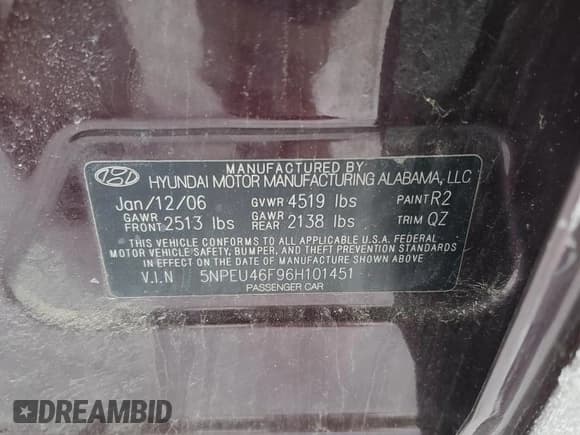 MANUFACTURED BY
HYUNDAI MOTOR MANUFACTURING ALABAMA, LLC
Jan/12/06 GVWR 4519 lbs PAINT R2
GAWR FRONT 2513 lbs GAWR REAR 2138 lbs TRIM QZ
THIS VEHICLE CONFORMS TO ALL APPLICABLE U.S.A. FEDERAL
MOTOR VEHICLE SAFETY, BUMPER, AND THEFT PREVENTION STANDARDS
IN EFFECT ON THE DATE OF MANUFACTURE SHOWN ABOVE
V.I.N 5NPEU46F96H101451
PASSENGER CAR
DREAMBID